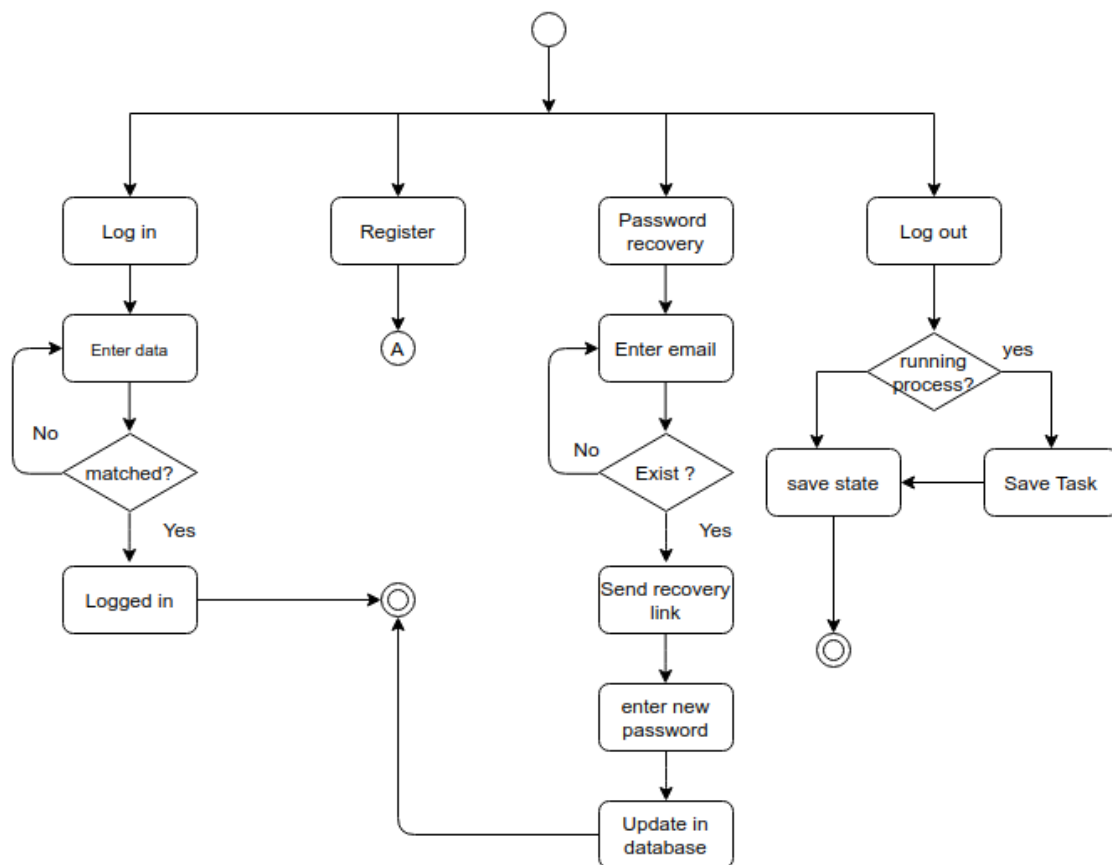 Log in
Register
Password
recovery
Log out
Enter data
A
Enter email
running
process?
yes
No
matched?
No
Exist ?
save state
Save Task
Yes
Yes
Logged in
Send recovery
link
enter new
password
Update in
database